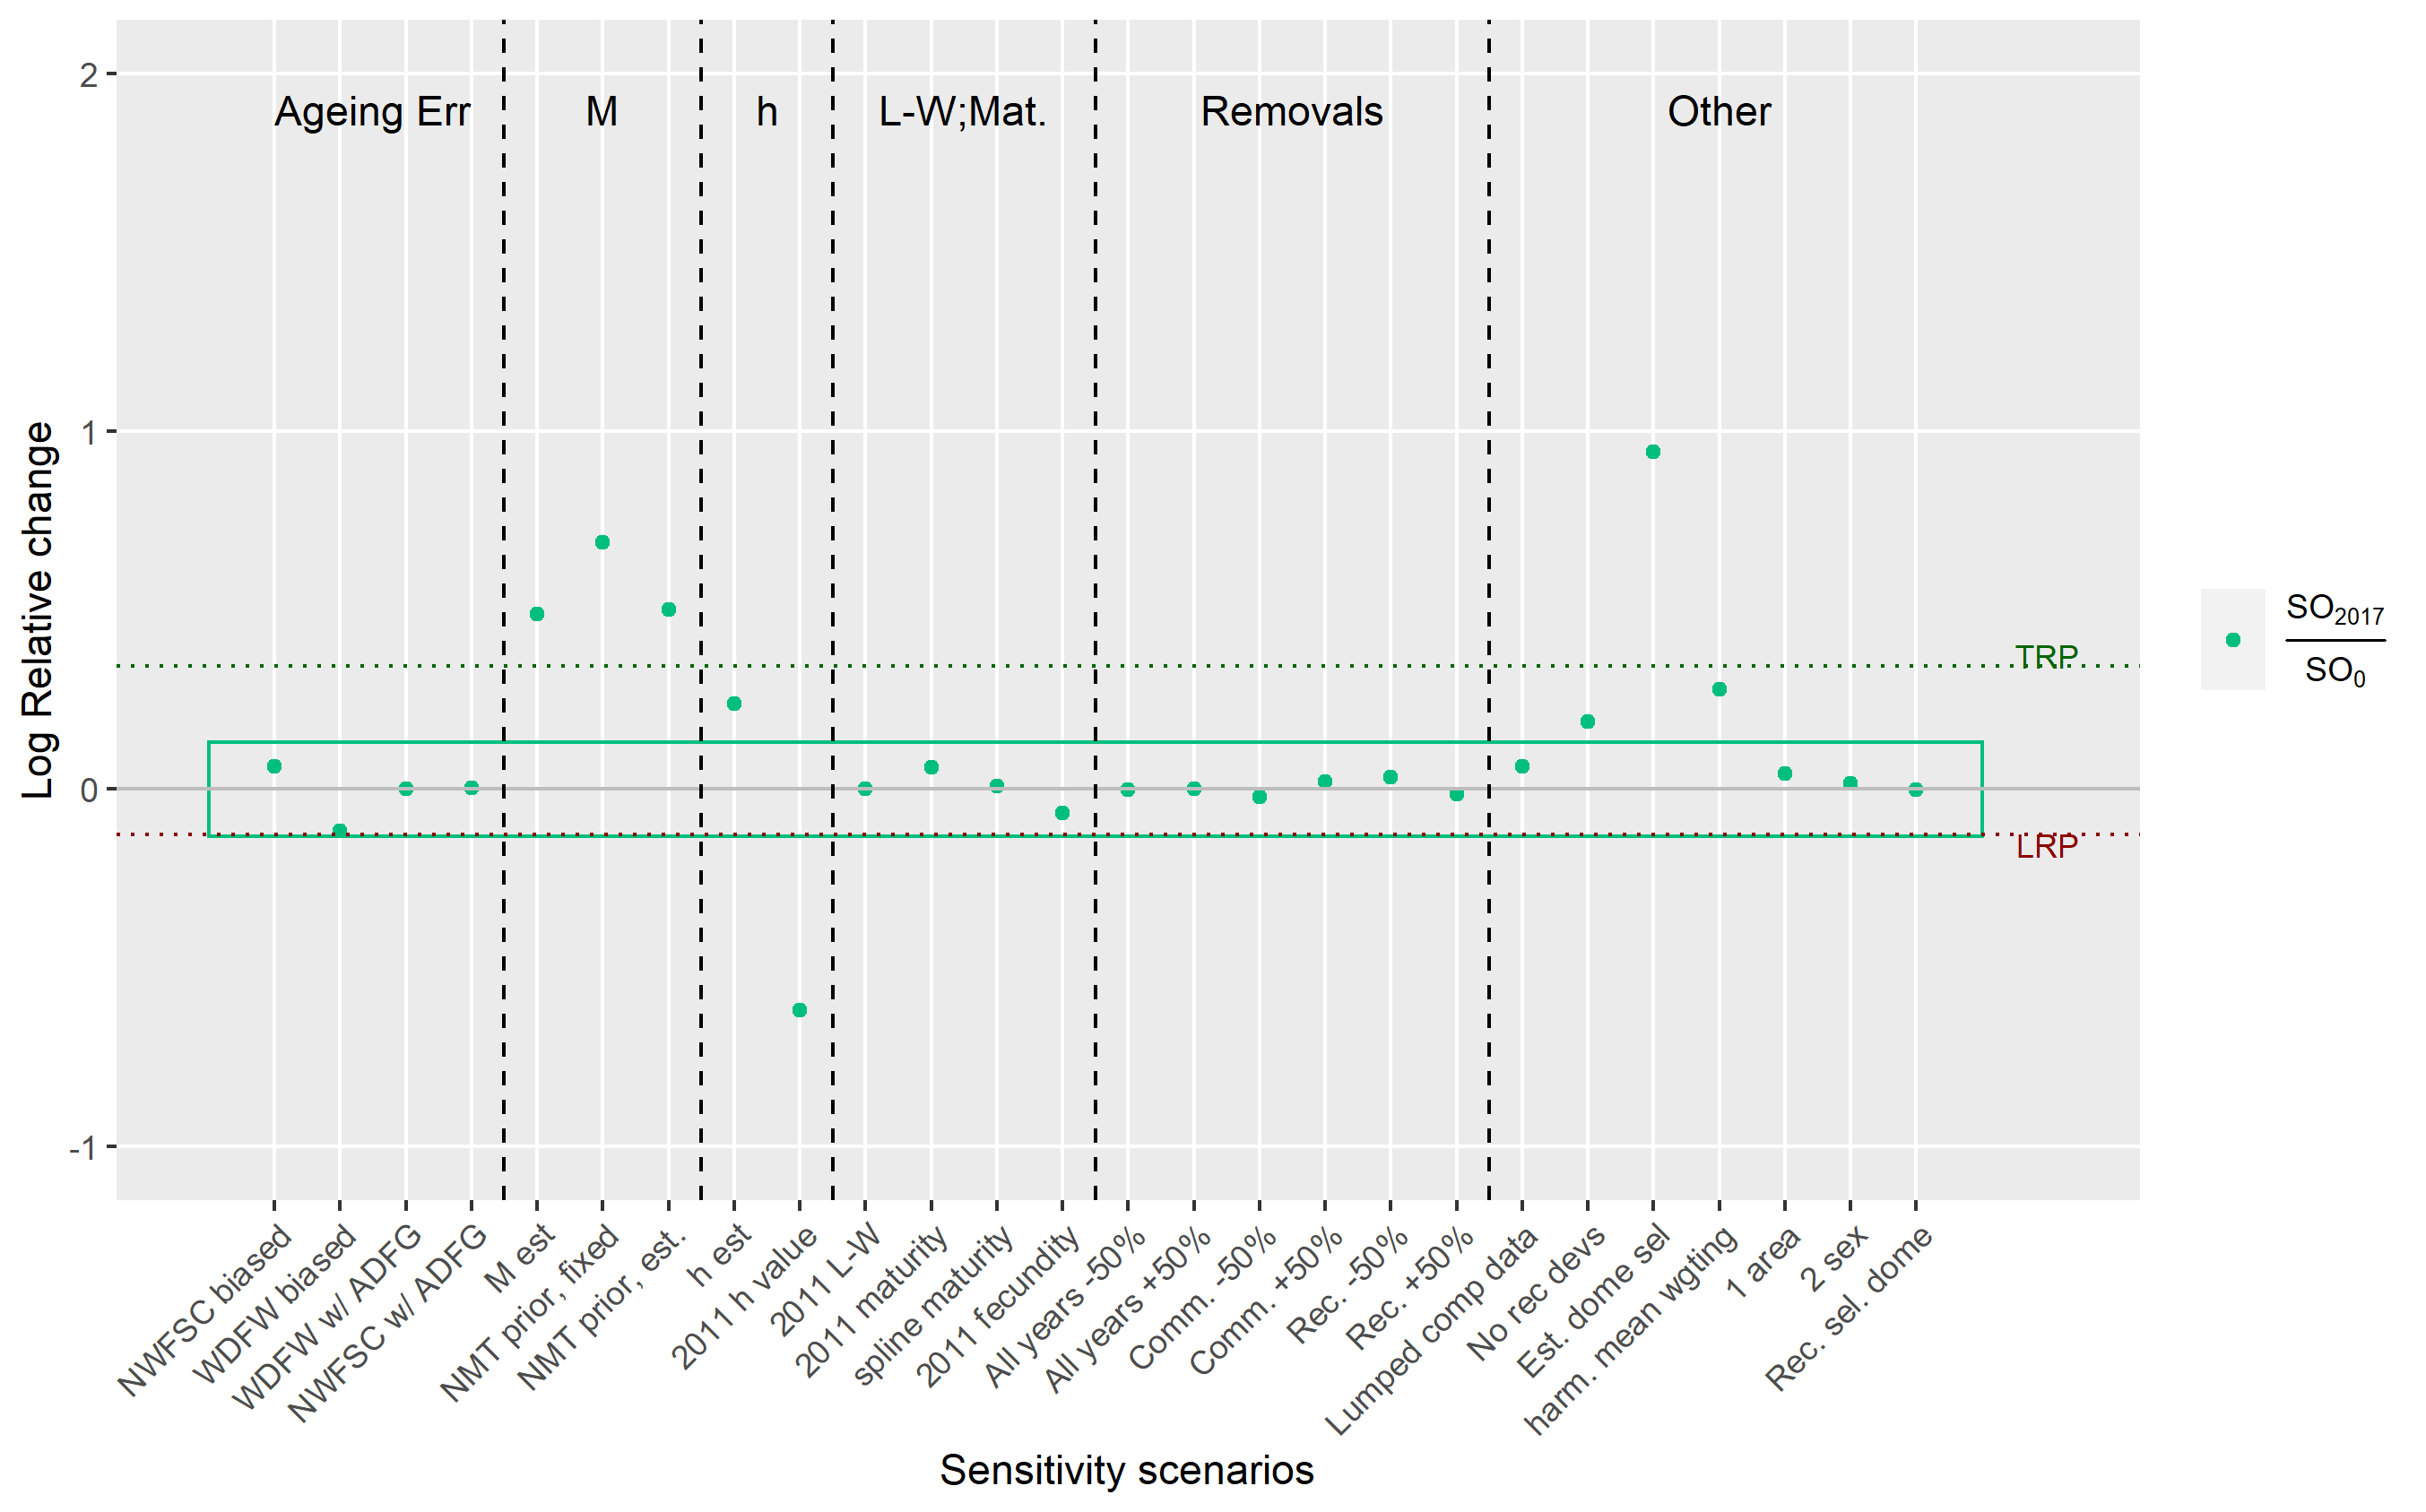 Ageing Err
M
h
L-W;Mat.
Removals
Other
2
1
0
-1
Log Relative change
TRP
LRP
SO2017
SO0
NWFSC biased
WDFW biased
WDFW w/ ADFG
NWFSC w/ ADFG
M est
NMT prior, fixed
NMT prior, est.
h est
2011 h value
2011 L-W
2011 maturity
spline maturity
2011 fecundity
All years -50%
All years +50%
Comm. -50%
Comm. +50%
Rec. -50%
Rec. +50%
Lumped comp data
No rec devs
Est. dome sel
harm. mean wgting
1 area
2 sex
Rec. sel. dome
Sensitivity scenarios